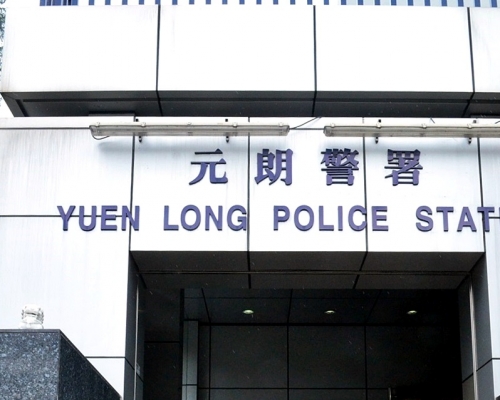 元朗警署
YUEN LONG POLICE STAT